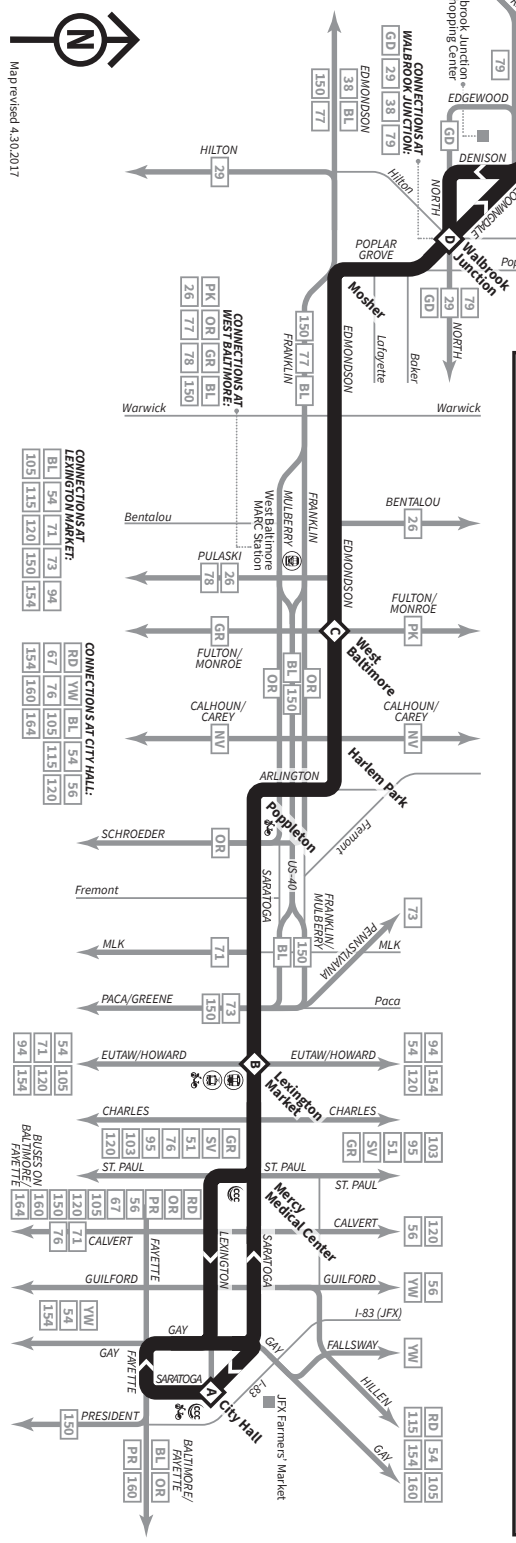 N
Map revised 4.30.2017
79
brook Junction
hopping Center
CONNECTIONS AT
WALBROOK JUNCTION:
GD 29 38 79
EDGEWOOD
GD
DENISON
NORTH
OOMINGDALE
D
Walbrook
Junction
79
29
GD
NORTH
Pop
EDMONDSON
38 BL
150 77
HILTON
29
Hilton
POPLAR
GROVE
Mosher
Baker
Lafayette
EDMONDSON
150 77 BL
FRANKLIN
CONNECTIONS AT
WEST BALTIMORE:
PK OR GR BL
26 77 78 150
Warwick
Warwick
Bentalou
BENTALOU
26
West Baltimore
MARC Station
MULBERRY
FRANKLIN
EDMONDSON
PULASKI
26
78
FULTON/
MONROE
PK
C
West
Baltimore
FULTON/
MONROE
GR
OR
BL 150
OR
CALHOUN/
CAREY
NV
CALHOUN/
CAREY
NV
Harlem Park
ARLINGTON
Poppleton
Fremont
SCHROEDER
OR
US-40
SARATOGA
Fremont
FRANKLIN/
MULBERRY
150
BL
PENNSYLVANIA
73
MLK
71
MLK
PACA/GREENE
73
150
Paca
CONNECTIONS AT
LEXINGTON MARKET:
BL 54 71 73 94
105 115 120 150 154
CONNECTIONS AT CITY HALL:
RD YW BL 54 56
67 76 105 115 120
154 160 164
EUTAW/HOWARD
94 154
54 120
B
Lexington
Market
EUTAW/HOWARD
54 105
71 120
94 154
CHARLES
CHARLES
103
95
51
SV
GR
GR
SV
51
76
95
103
120
ST. PAUL
ST. PAUL
ST. PAUL
Mercy
Medical Center
CCC
CALVERT
120
56
CALVERT
71
76
BUSES ON
BALTIMORE/
FAYETTE
RD
OR
PR
56
67
105
120
150
160
164
FAYETTE
LEXINGTON
SARATOGA
GUILFORD
GUILFORD
56
YW
GAY
YW
54
154
GAY
FAYETTE
SARATOGA
GAY
I-83 (JFX)
FALLSWAY
YW
I-83
JFX Farmers' Market
A
City Hall
CCC
HILLEN
GAY
RD 54 105
115 154 160
PRESIDENT
150
BALTIMORE/
FAYETTE
BL OR
PR 160